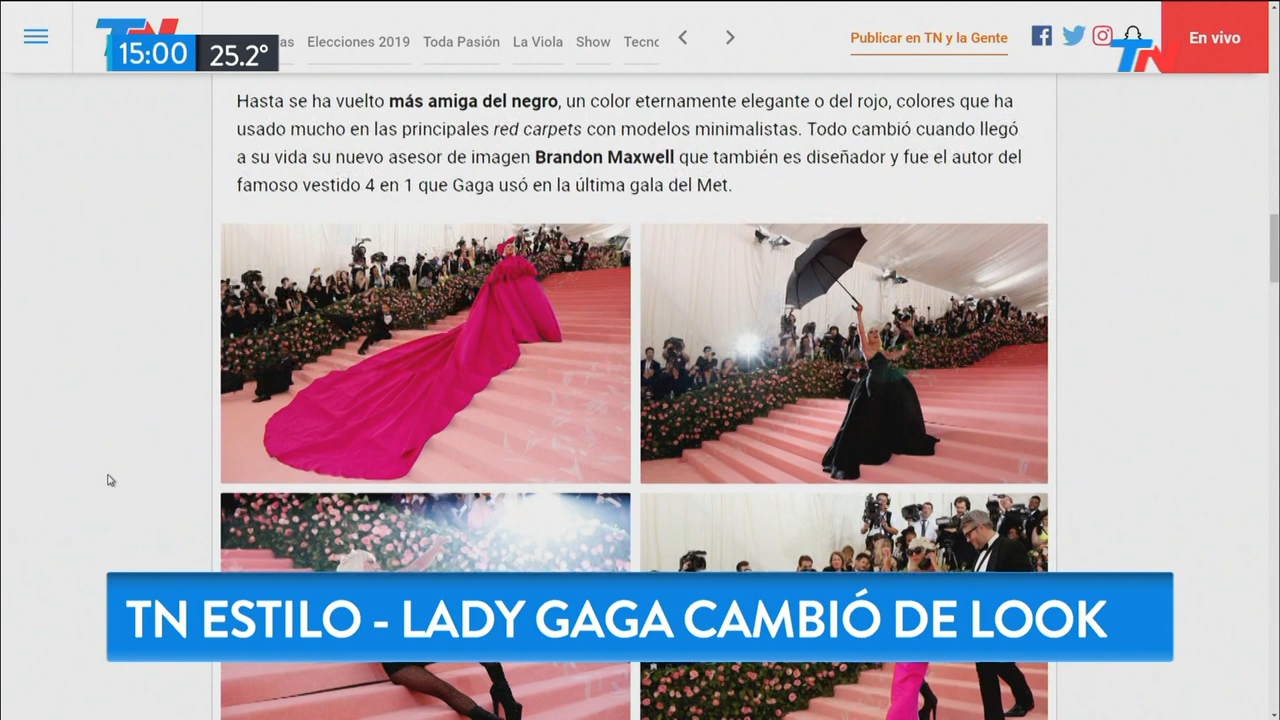 TN
15:00 25.2°
as Elecciones 2019 Toda Pasión La Viola Show Tecno
Publicar en TN y la Gente
TN
En vivo
Hasta se ha vuelto más amiga del negro, un color eternamente elegante o del rojo, colores que ha
usado mucho en las principales red carpets con modelos minimalistas. Todo cambió cuando llegó
a su vida su nuevo asesor de imagen Brandon Maxwell que también es diseñador y fue el autor del
famoso vestido 4 en 1 que Gaga usó en la última gala del Met.
TN ESTILO - LADY GAGA CAMBIÓ DE LOOK